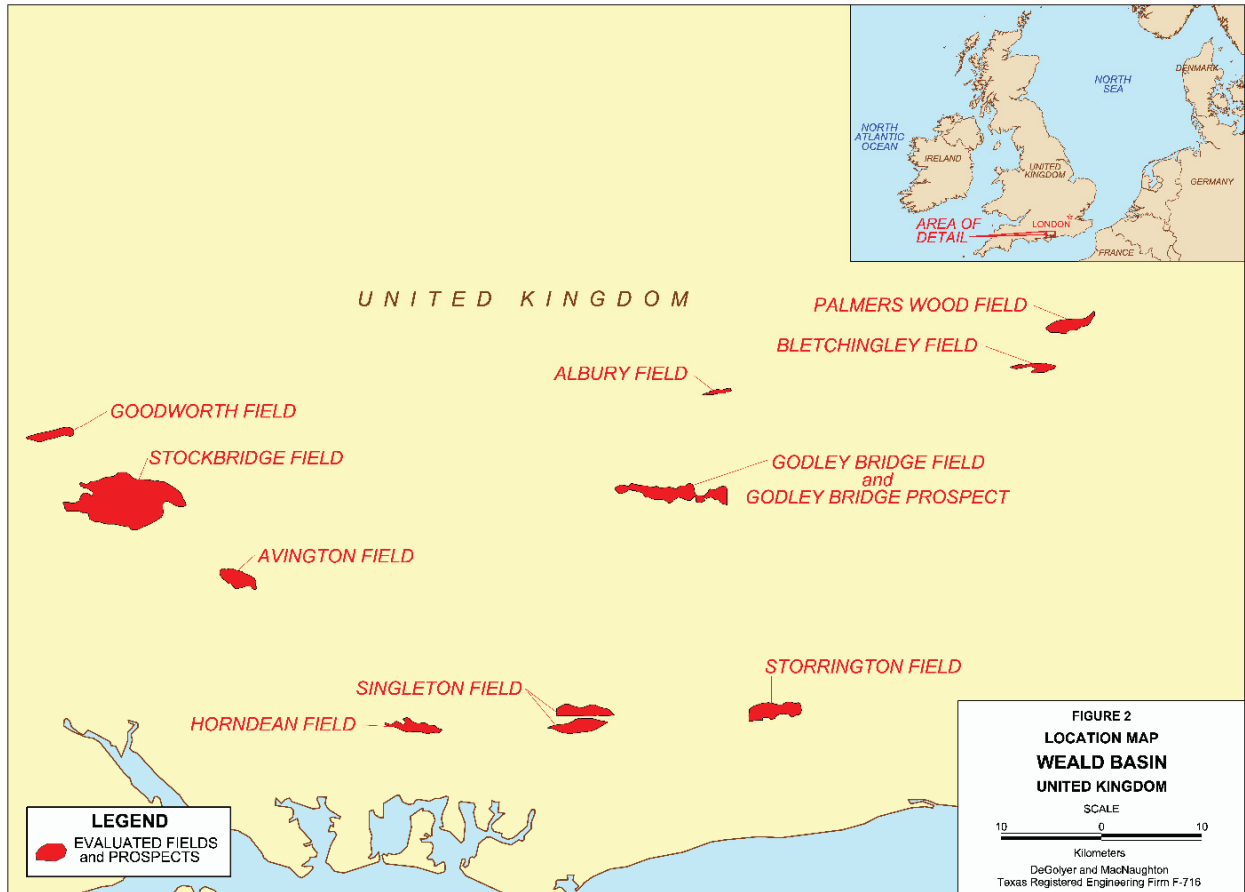 NORTH
SEA
DENMARK
NORTH
ATLANTIC
OCEAN
IRELAND
UNITED
KINGDOM
GERMANY
LONDON
AREA OF
DETAIL
FRANCE
UNITED KINGDOM
PALMERS WOOD FIELD
BLETCHINGLEY FIELD
ALBURY FIELD
GOODWORTH FIELD
STOCKBRIDGE FIELD
GODLEY BRIDGE FIELD
and
GODLEY BRIDGE PROSPECT
AVINGTON FIELD
STORRINGTON FIELD
SINGLETON FIELD
HORNDEAN FIELD
LEGEND
EVALUATED FIELDS
and PROSPECTS
FIGURE 2
LOCATION MAP
WEALD BASIN
UNITED KINGDOM
SCALE
10 0 10
Kilometers
DeGolyer and MacNaughton
Texas Registered Engineering Firm F-716